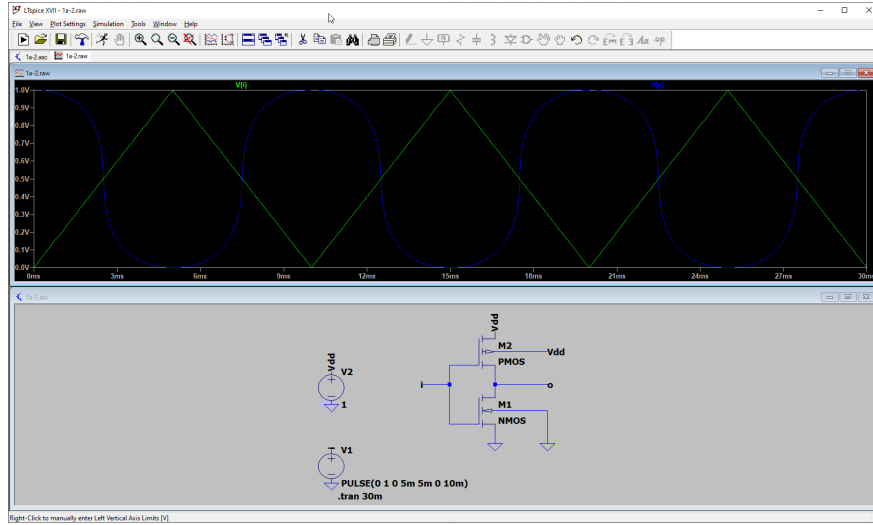 LTspice XVII - 1a-2.raw
File View Plot Settings Simulation Tools Window Help
1a-2.asc 1a-2.raw
1a-2.raw
V(i) V(o)
1.0V
0.9V
0.8V
0.7V
0.6V
0.5V
0.4V
0.3V
0.2V
0.1V
0.0V
0ms 3ms 6ms 9ms 12ms 15ms 18ms 21ms 24ms 27ms 30ms
1a-2.asc
Vdd
M2
Vdd
PMOS
Vdd
V2
1
i
o
M1
NMOS
i
V1
PULSE(0 1 0 5m 5m 0 10m)
.tran 30m
Right-Click to manually enter Left Vertical Axis Limits [V]